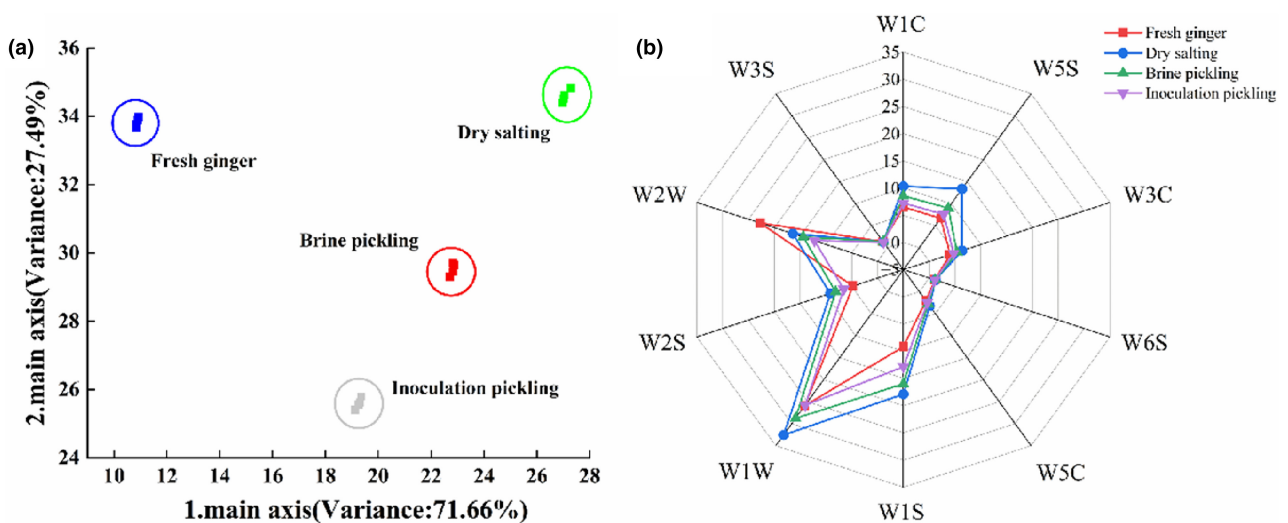 (a)
36
34
32
30
28
26
24
2.main axis(Variance:27.49%)
10
12
14
16
18
20
22
24
26
28
1.main axis(Variance:71.66%)
Fresh ginger
Dry salting
Brine pickling
Inoculation pickling
(b)
W1C
W5S
W3C
W6S
W5C
W1S
W1W
W2S
W2W
W3S
35
30
25
20
15
10
5
0
Fresh ginger
Dry salting
Brine pickling
Inoculation pickling